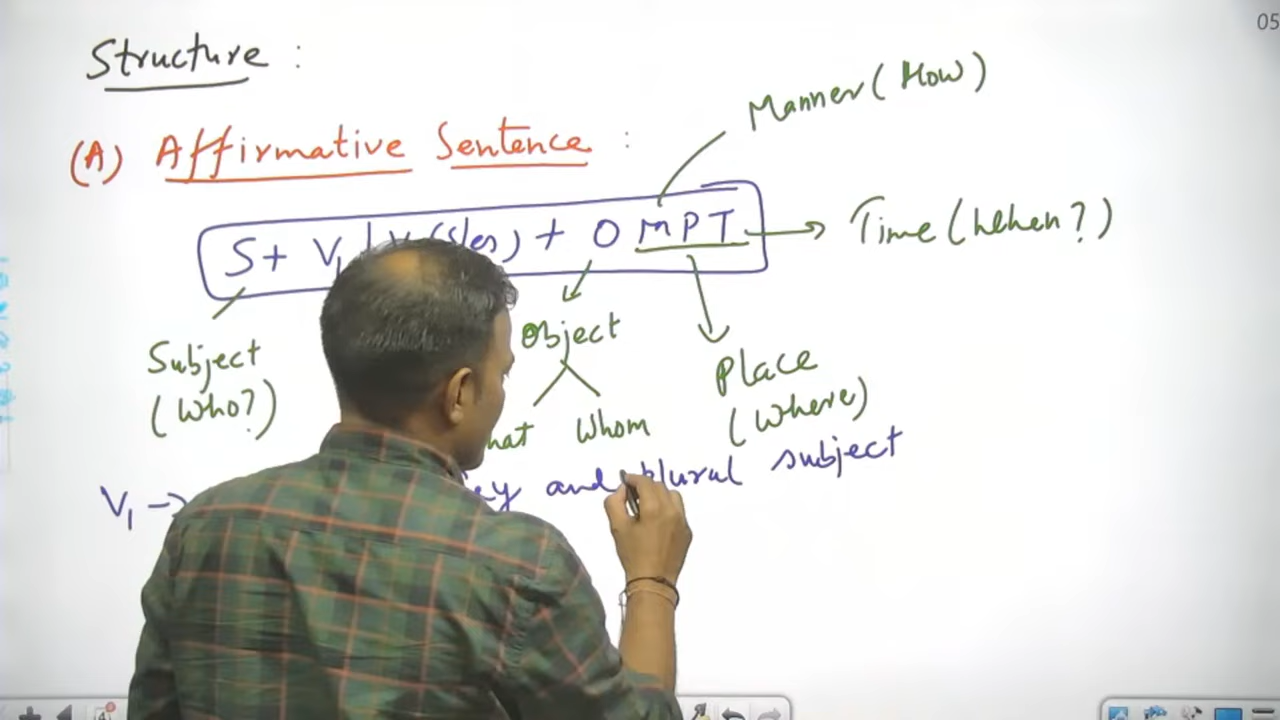 05
Structure :
Manner (How)
(A) Affirmative Sentence :
S + V1 (s/es) + O M P T
Time (When?)
Object
Subject
(Who?)
Place
(Where)
Whom
V1 → and plural subject